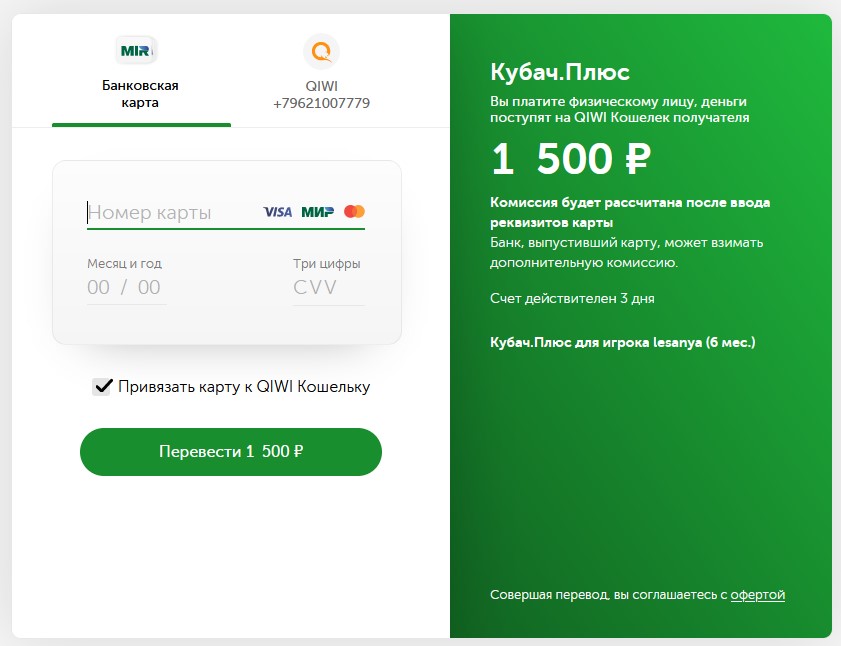 MIR
Банковская
карта
QIWI
+79621007779
Номер карты
VISA МИР
Месяц и год
Три цифры
00 / 00
CVV
Привязать карту к QIWI Кошельку
Перевести 1 500 ₽
Кубач.Плюс
Вы платите физическому лицу, деньги
поступят на QIWI Кошелек получателя
1 500 ₽
Комиссия будет рассчитана после ввода
реквизитов карты
Банк, выпустивший карту, может взимать
дополнительную комиссию.
Счет действителен 3 дня
Кубач.Плюс для игрока lesanya (6 мес.)
Совершая перевод, вы соглашаетесь с офертой